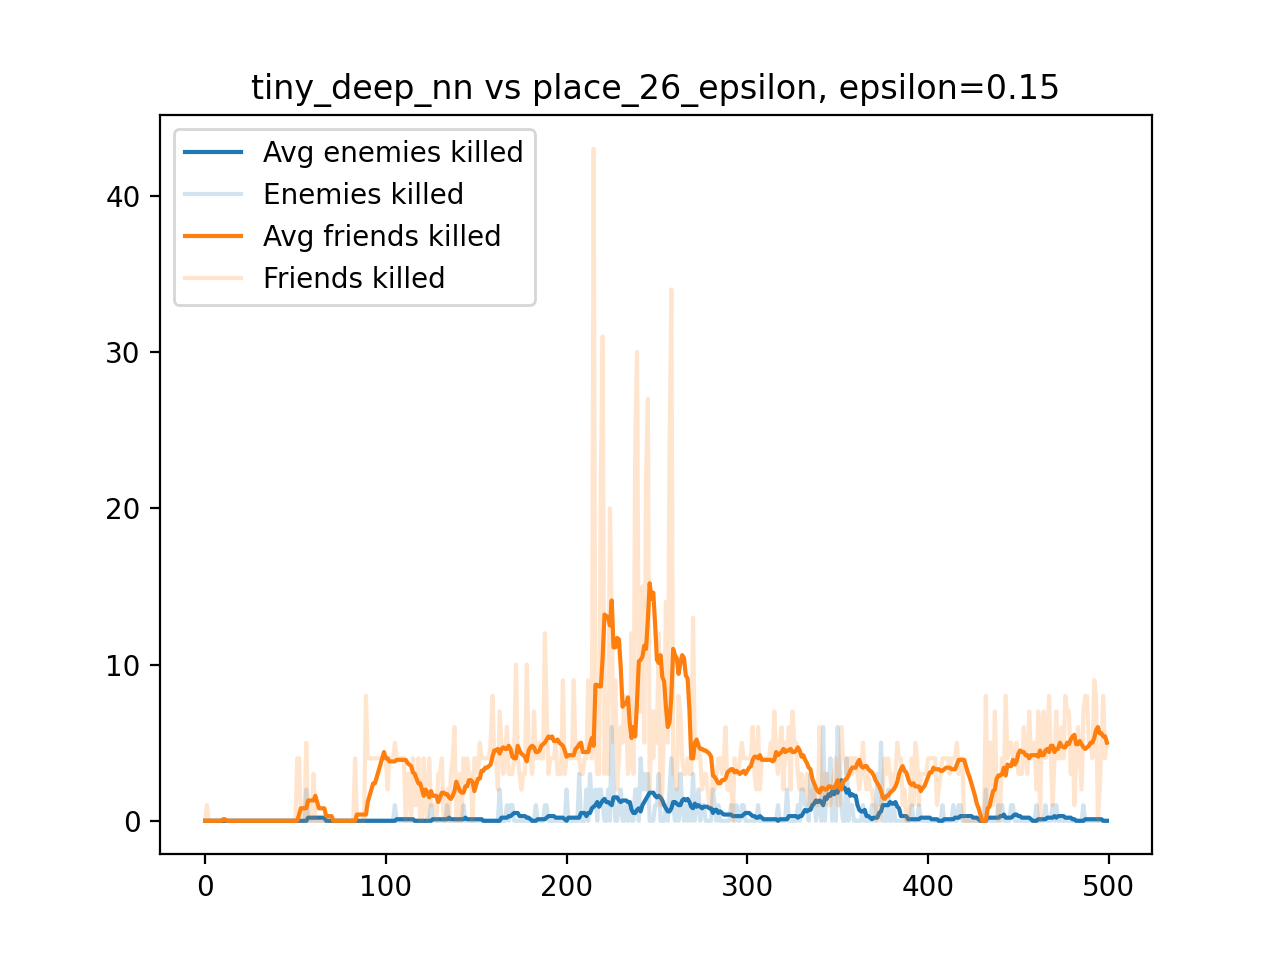 tiny_deep_nn vs place_26_epsilon, epsilon=0.15
Avg enemies killed
Enemies killed
Avg friends killed
Friends killed
40
30
20
10
0
0 100 200 300 400 500